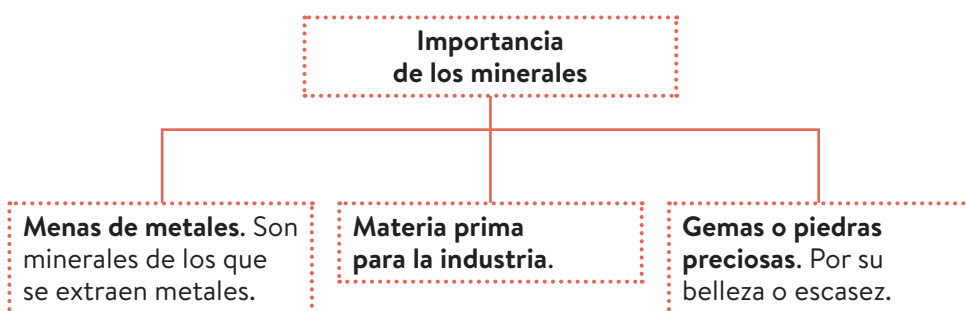 Importancia
de los minerales
Menas de metales. Son
minerales de los que
se extraen metales.
Materia prima
para la industria.
Gemas o piedras
preciosas. Por su
belleza o escasez.